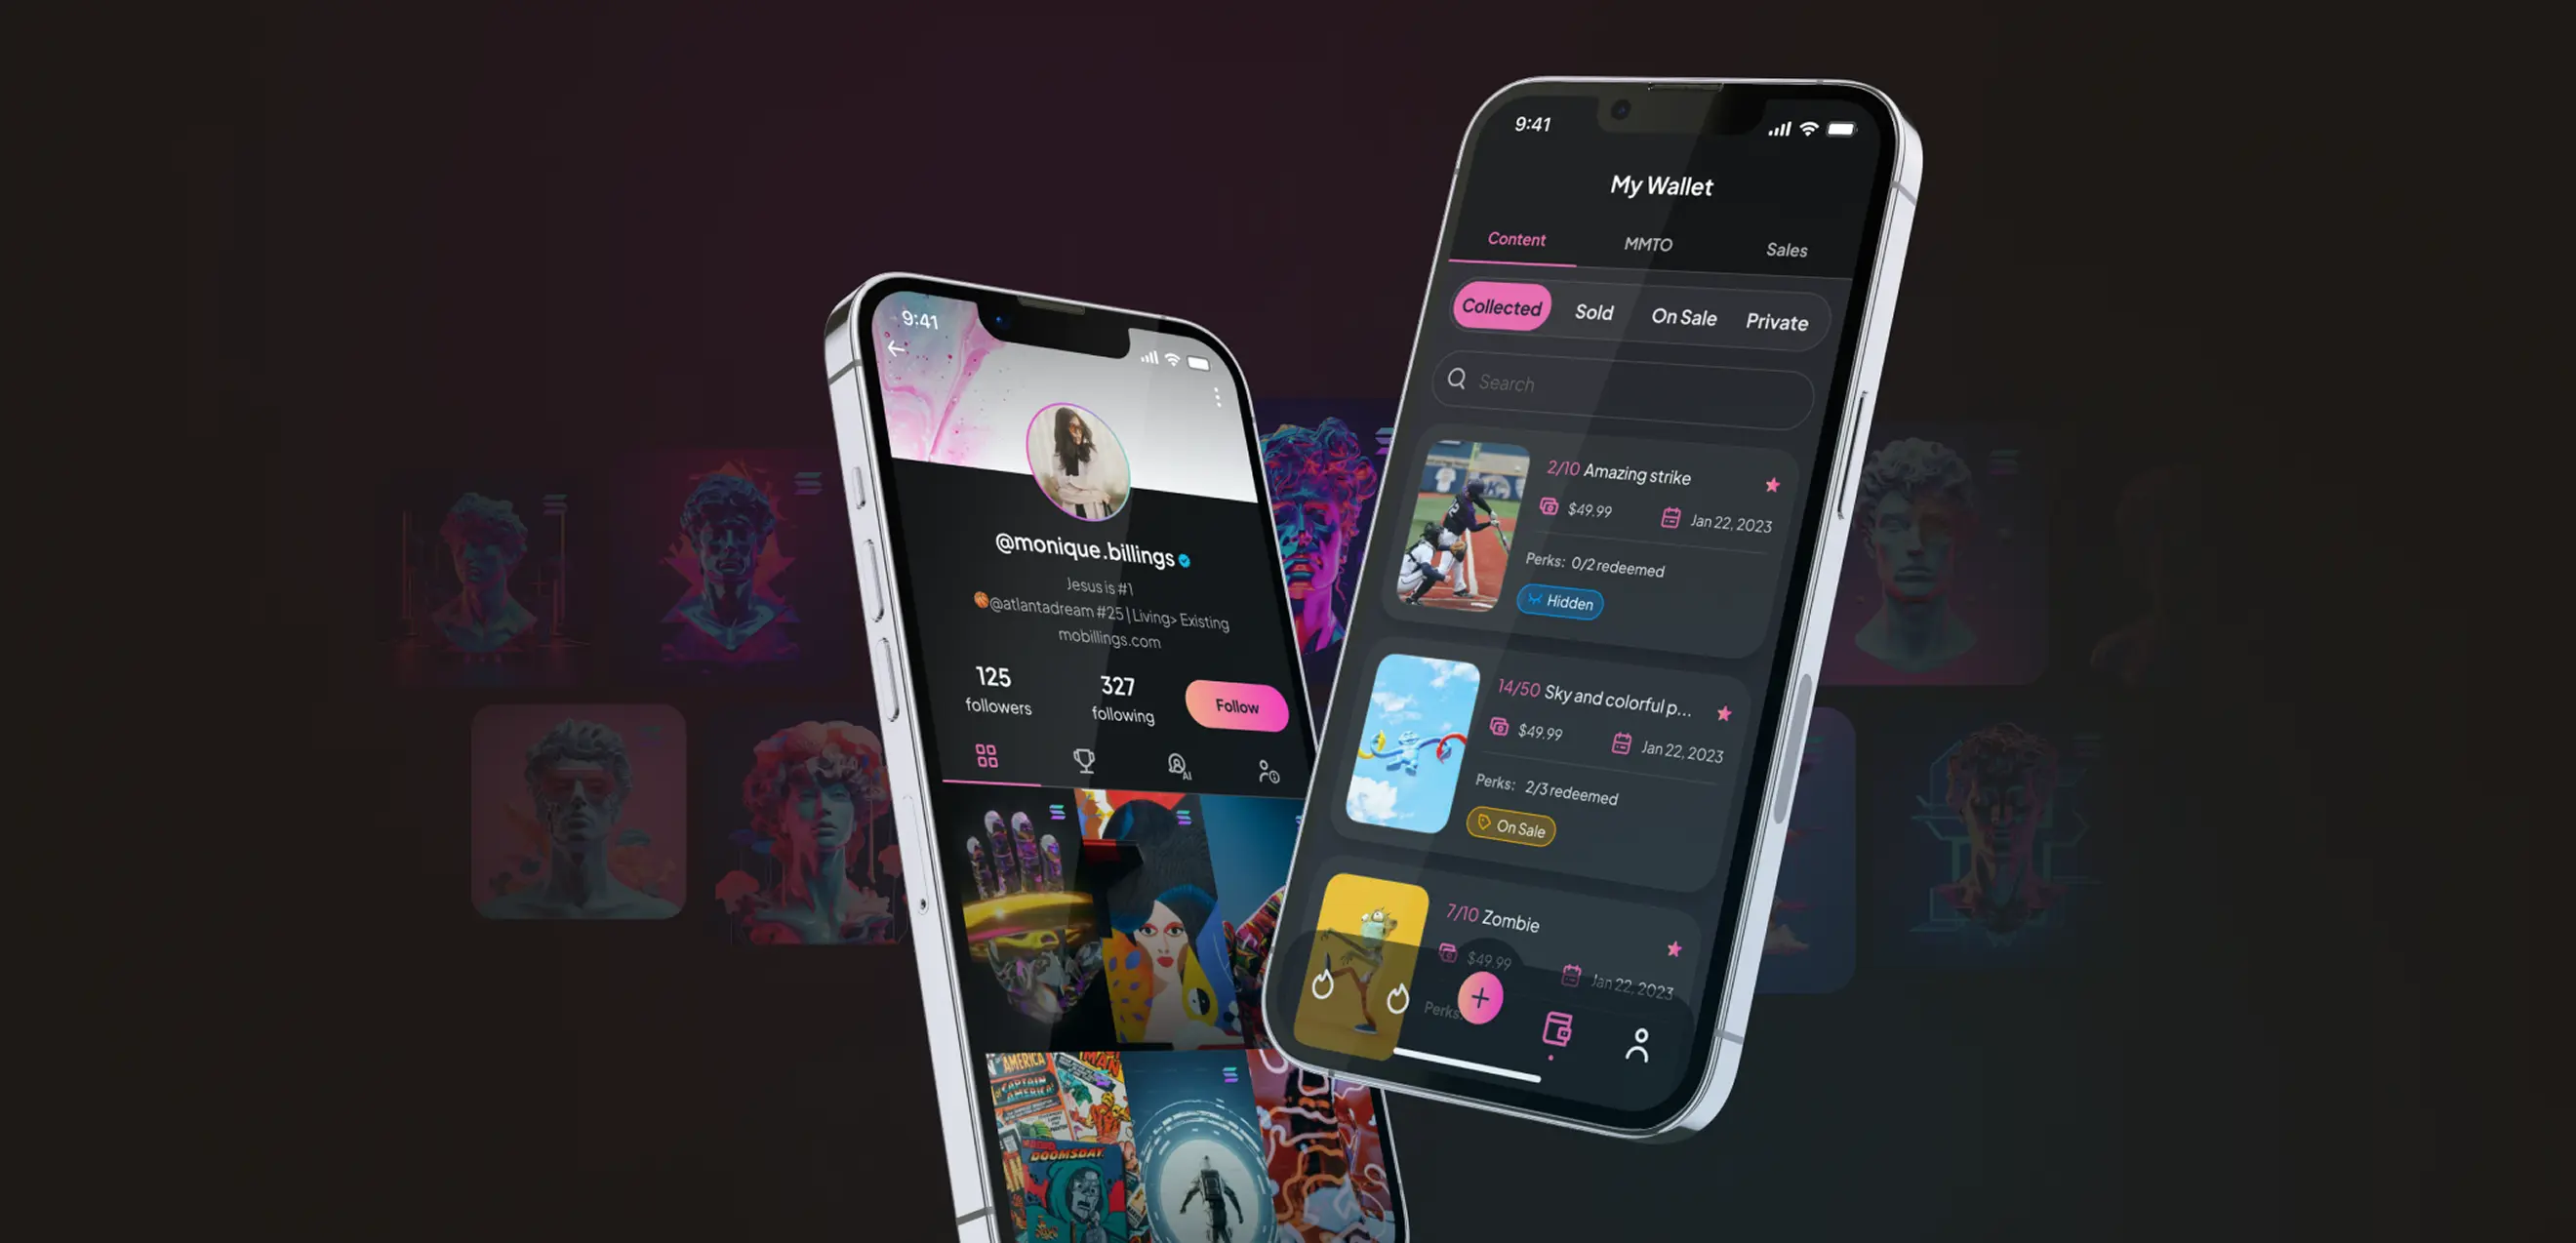 9:41
@monique.billings
Jesus is #1
@atlantadream #25 | Living> Existing
mobillings.com
125
followers
327
following
Follow
AI
AMERICA
CAPTAIN
AMERICA
MAN
DOOMSDAY
9:41
My Wallet
Content
MMTO
Sales
Collected
Sold
On Sale
Private
Search
2/10 Amazing strike
$49.99
Jan 22, 2023
Perks: 0/2 redeemed
Hidden
14/50 Sky and colorful p...
$49.99
Jan 22, 2023
Perks: 2/3 redeemed
On Sale
7/10 Zombie
$49.99
Jan 22, 2023
Perks: